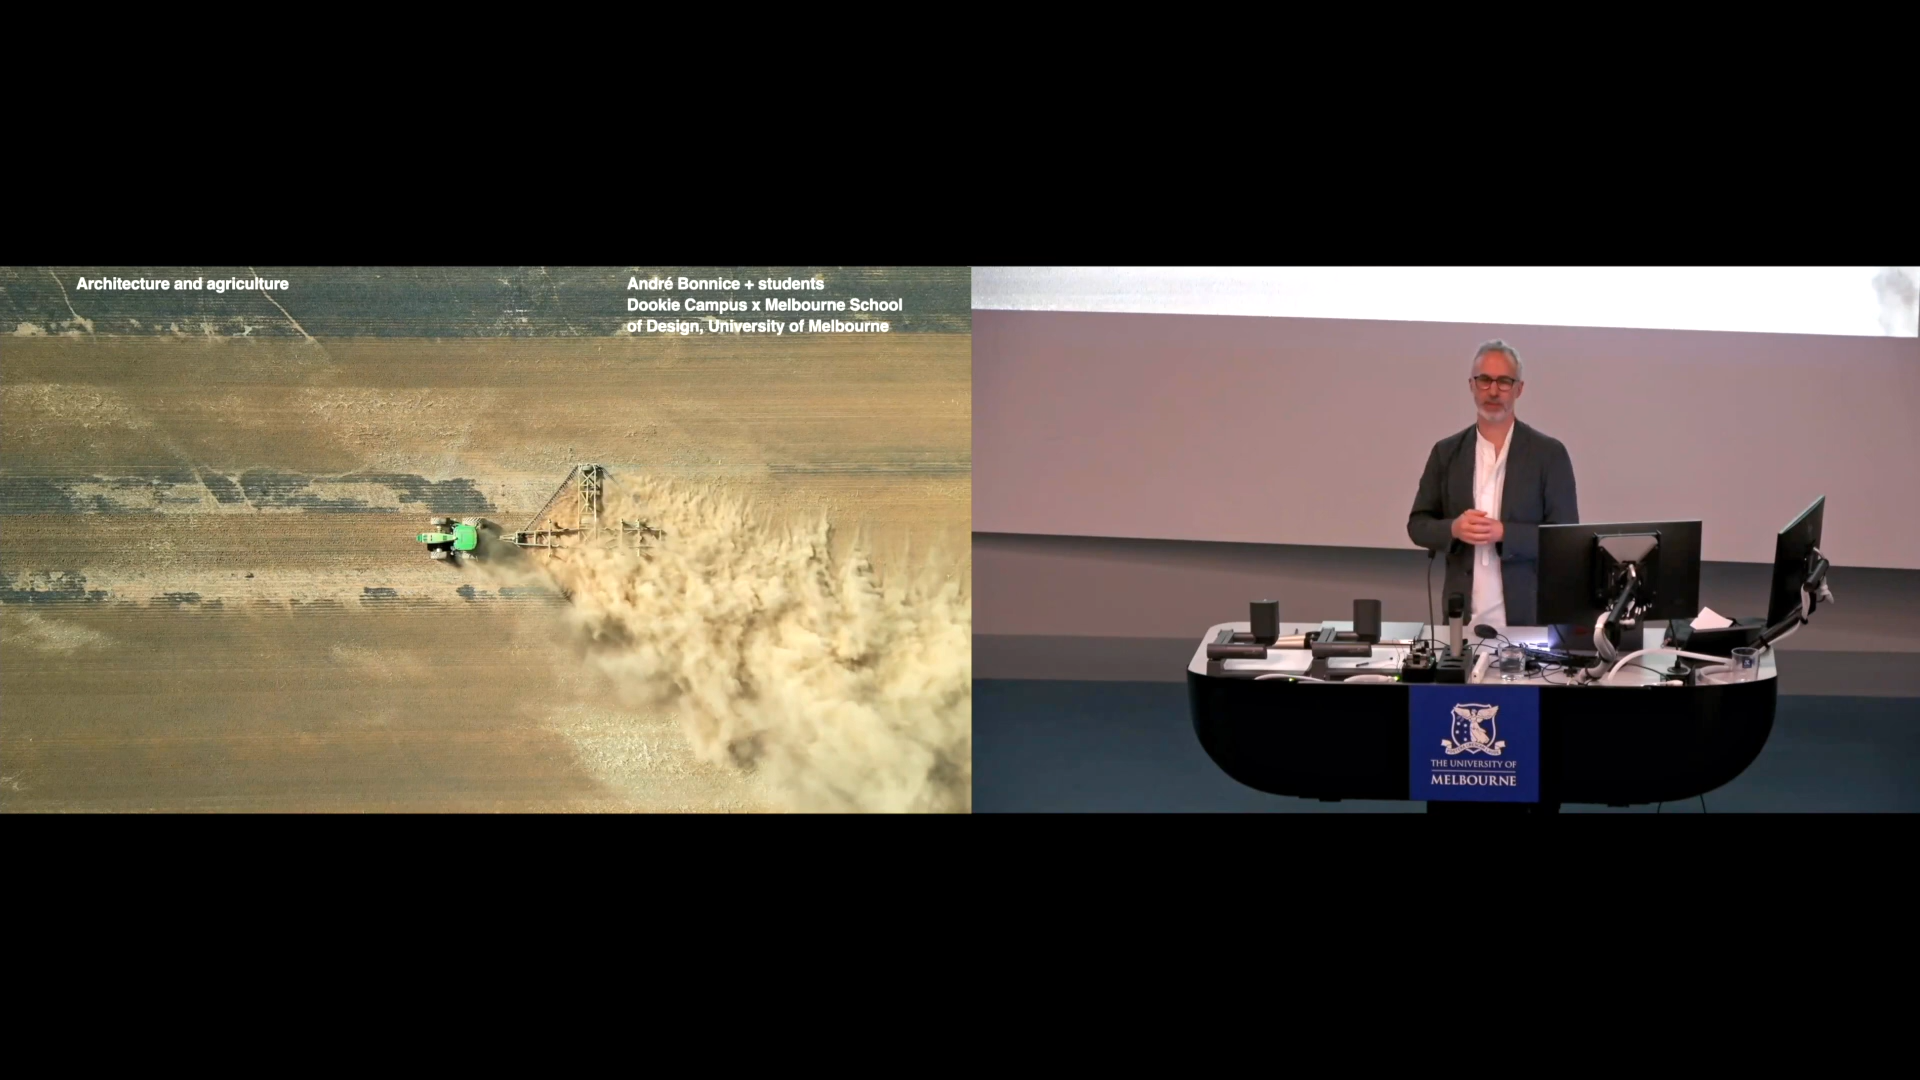 Architecture and agriculture
André Bonnice + students
Dookie Campus x Melbourne School
of Design, University of Melbourne
THE UNIVERSITY OF
MELBOURNE